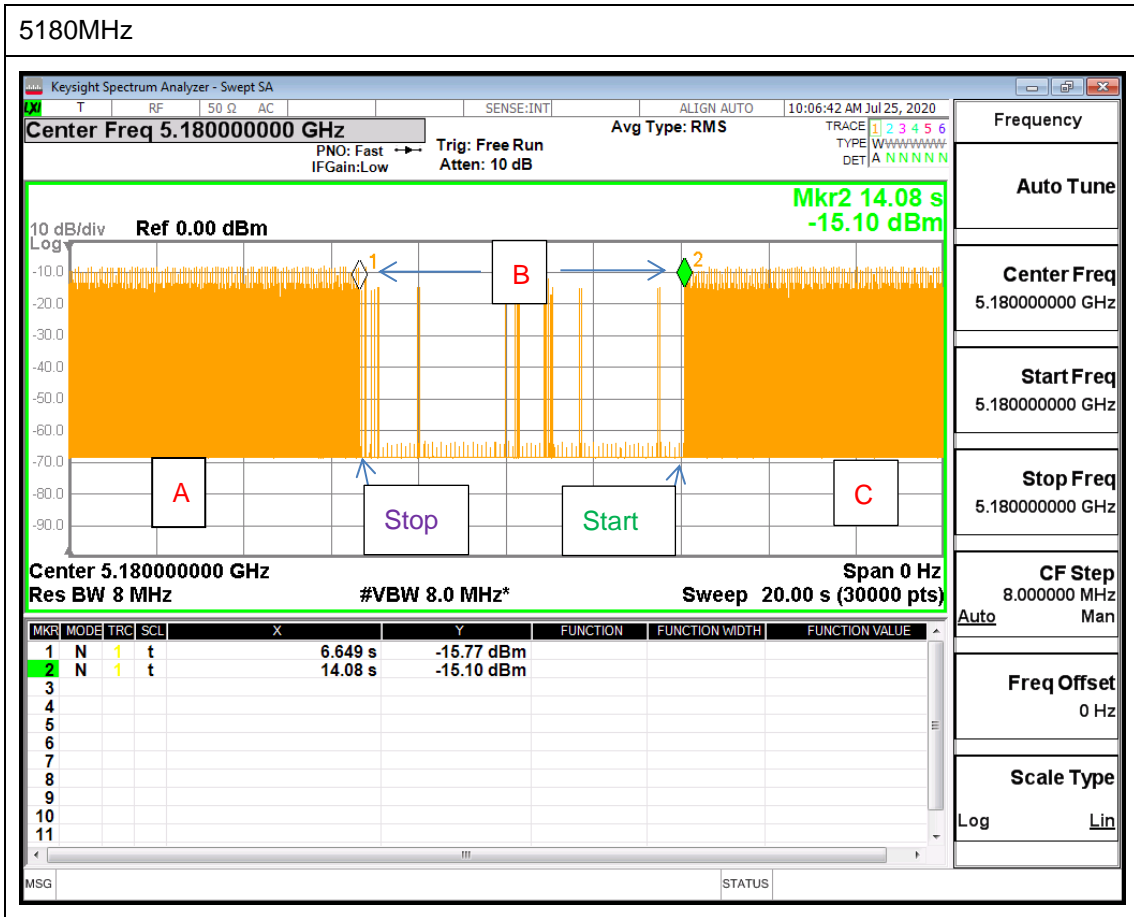 5180MHz
Keysight Spectrum Analyzer - Swept SA
LXI T RF 50 Ω AC SENSE:INT ALIGN AUTO 10:06:42 AM Jul 25, 2020
Center Freq 5.180000000 GHz
PNO: Fast
IFGain:Low
Trig: Free Run
Atten: 10 dB
Avg Type: RMS
TRACE 1 2 3 4 5 6
TYPE WWWWWW
DET A N N N N N
Mkr2 14.08 s
-15.10 dBm
10 dB/div Ref 0.00 dBm
Log
-10.0
-20.0
-30.0
-40.0
-50.0
-60.0
-70.0
-80.0
-90.0
1
2
B
A
C
Stop
Start
Center 5.180000000 GHz Span 0 Hz
Res BW 8 MHz #VBW 8.0 MHz* Sweep 20.00 s (30000 pts)
MKR MODE TRC SCL X Y FUNCTION FUNCTION WIDTH FUNCTION VALUE
1 N 1 t 6.649 s -15.77 dBm
2 N 1 t 14.08 s -15.10 dBm
3
4
5
6
7
8
9
10
11
MSG STATUS
Frequency
Auto Tune
Center Freq
5.180000000 GHz
Start Freq
5.180000000 GHz
Stop Freq
5.180000000 GHz
CF Step
8.000000 MHz
Auto Man
Freq Offset
0 Hz
Scale Type
Log Lin